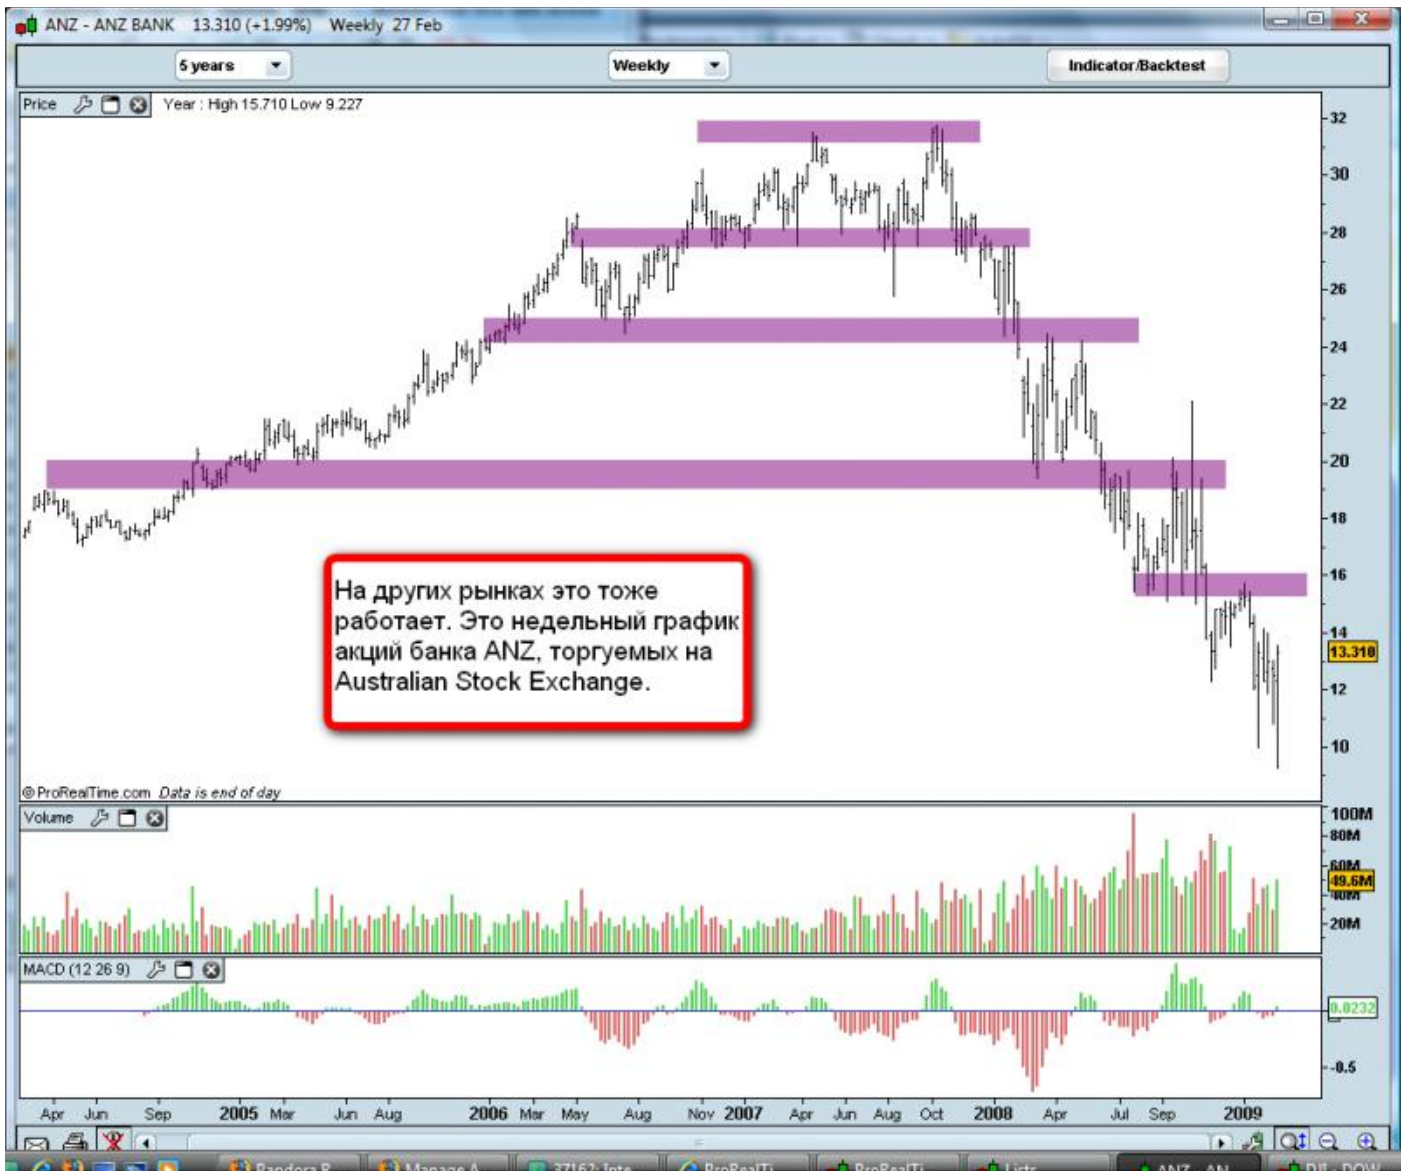 ANZ - ANZ BANK 13.310 (+1.99%) Weekly 27 Feb
5 years Weekly Indicator/Backtest
Price Year : High 15.710 Low 9.227
32
30
28
26
24
22
20
18
16
14
13.310
12
10
На других рынках это тоже
работает. Это недельный график
акций банка ANZ, торгуемых на
Australian Stock Exchange.
© ProRealTime.com Data is end of day
Volume
100M
80M
60M
49.6M
40M
20M
MACD (12 26 9)
0.0232
-0.5
Apr Jun Sep 2005 Mar Jun Aug 2006 Mar May Aug Nov 2007 Apr Jun Aug Oct 2008 Apr Jul Sep 2009